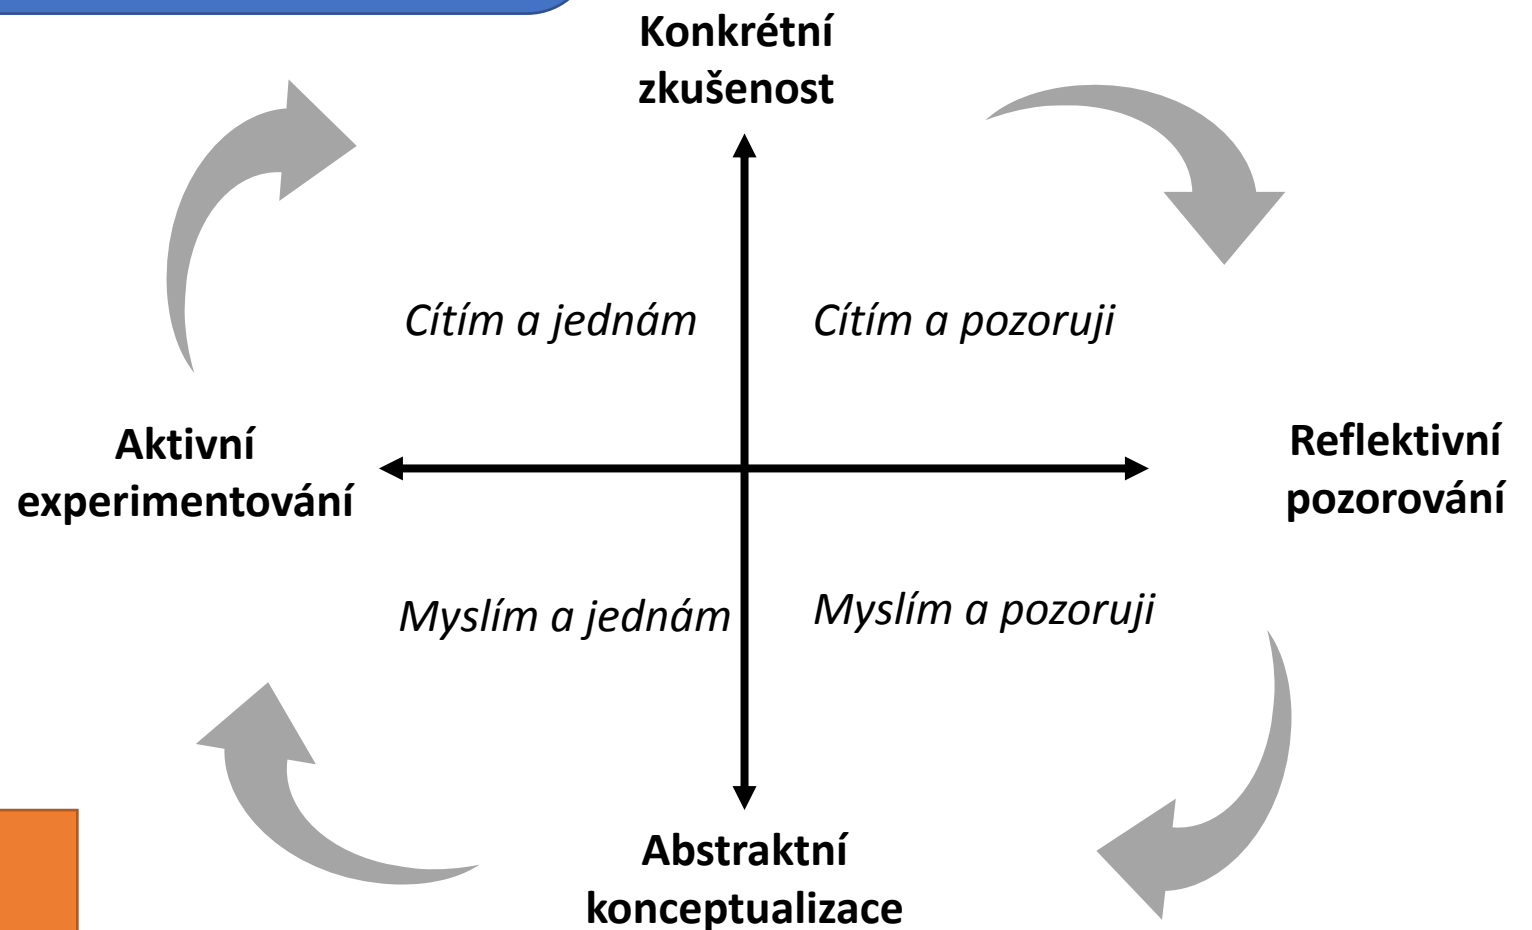 Konkrétní
zkušenost
Cítím a jednám
Cítím a pozoruji
Aktivní
experimentování
Reflektivní
pozorování
Myslím a jednám
Myslím a pozoruji
Abstraktní
konceptualizace